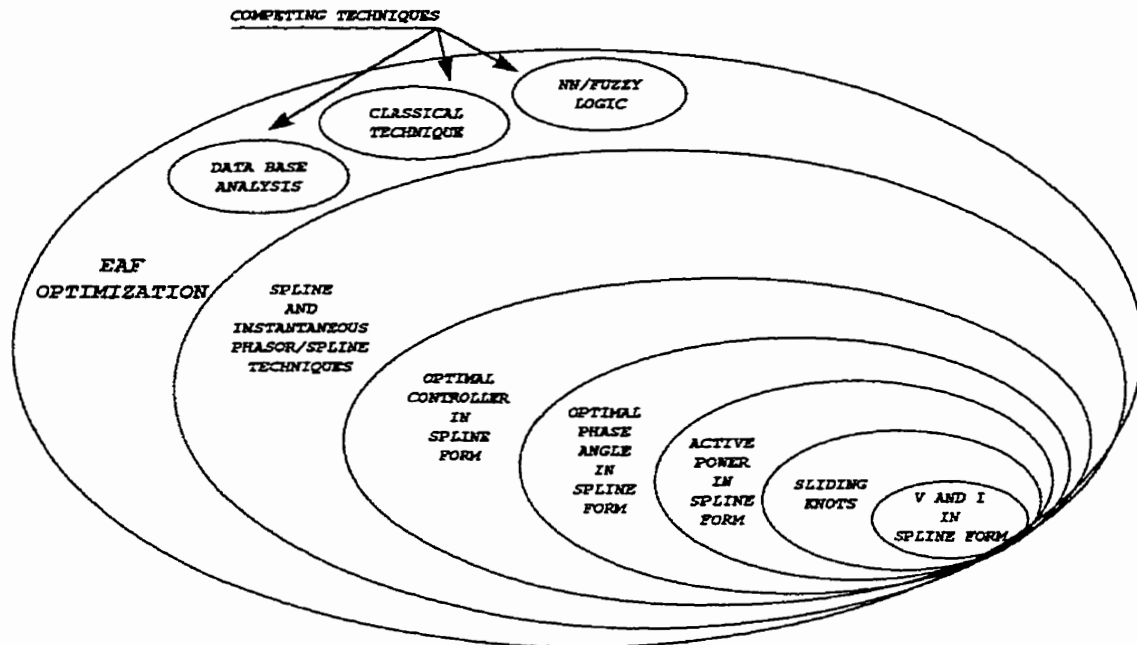 COMPETING TECHNIQUES
NN/FUZZY
LOGIC
CLASSICAL
TECHNIQUE
DATA BASE
ANALYSIS
EAF
OPTIMIZATION
SPLINE
AND
INSTANTANEOUS
PHASOR/SPLINE
TECHNIQUES
OPTIMAL
CONTROLLER
IN
SPLINE
FORM
OPTIMAL
PHASE
ANGLE
IN
SPLINE
FORM
ACTIVE
POWER
IN
SPLINE
FORM
SLIDING
KNOTS
V AND I
IN
SPLINE FORM